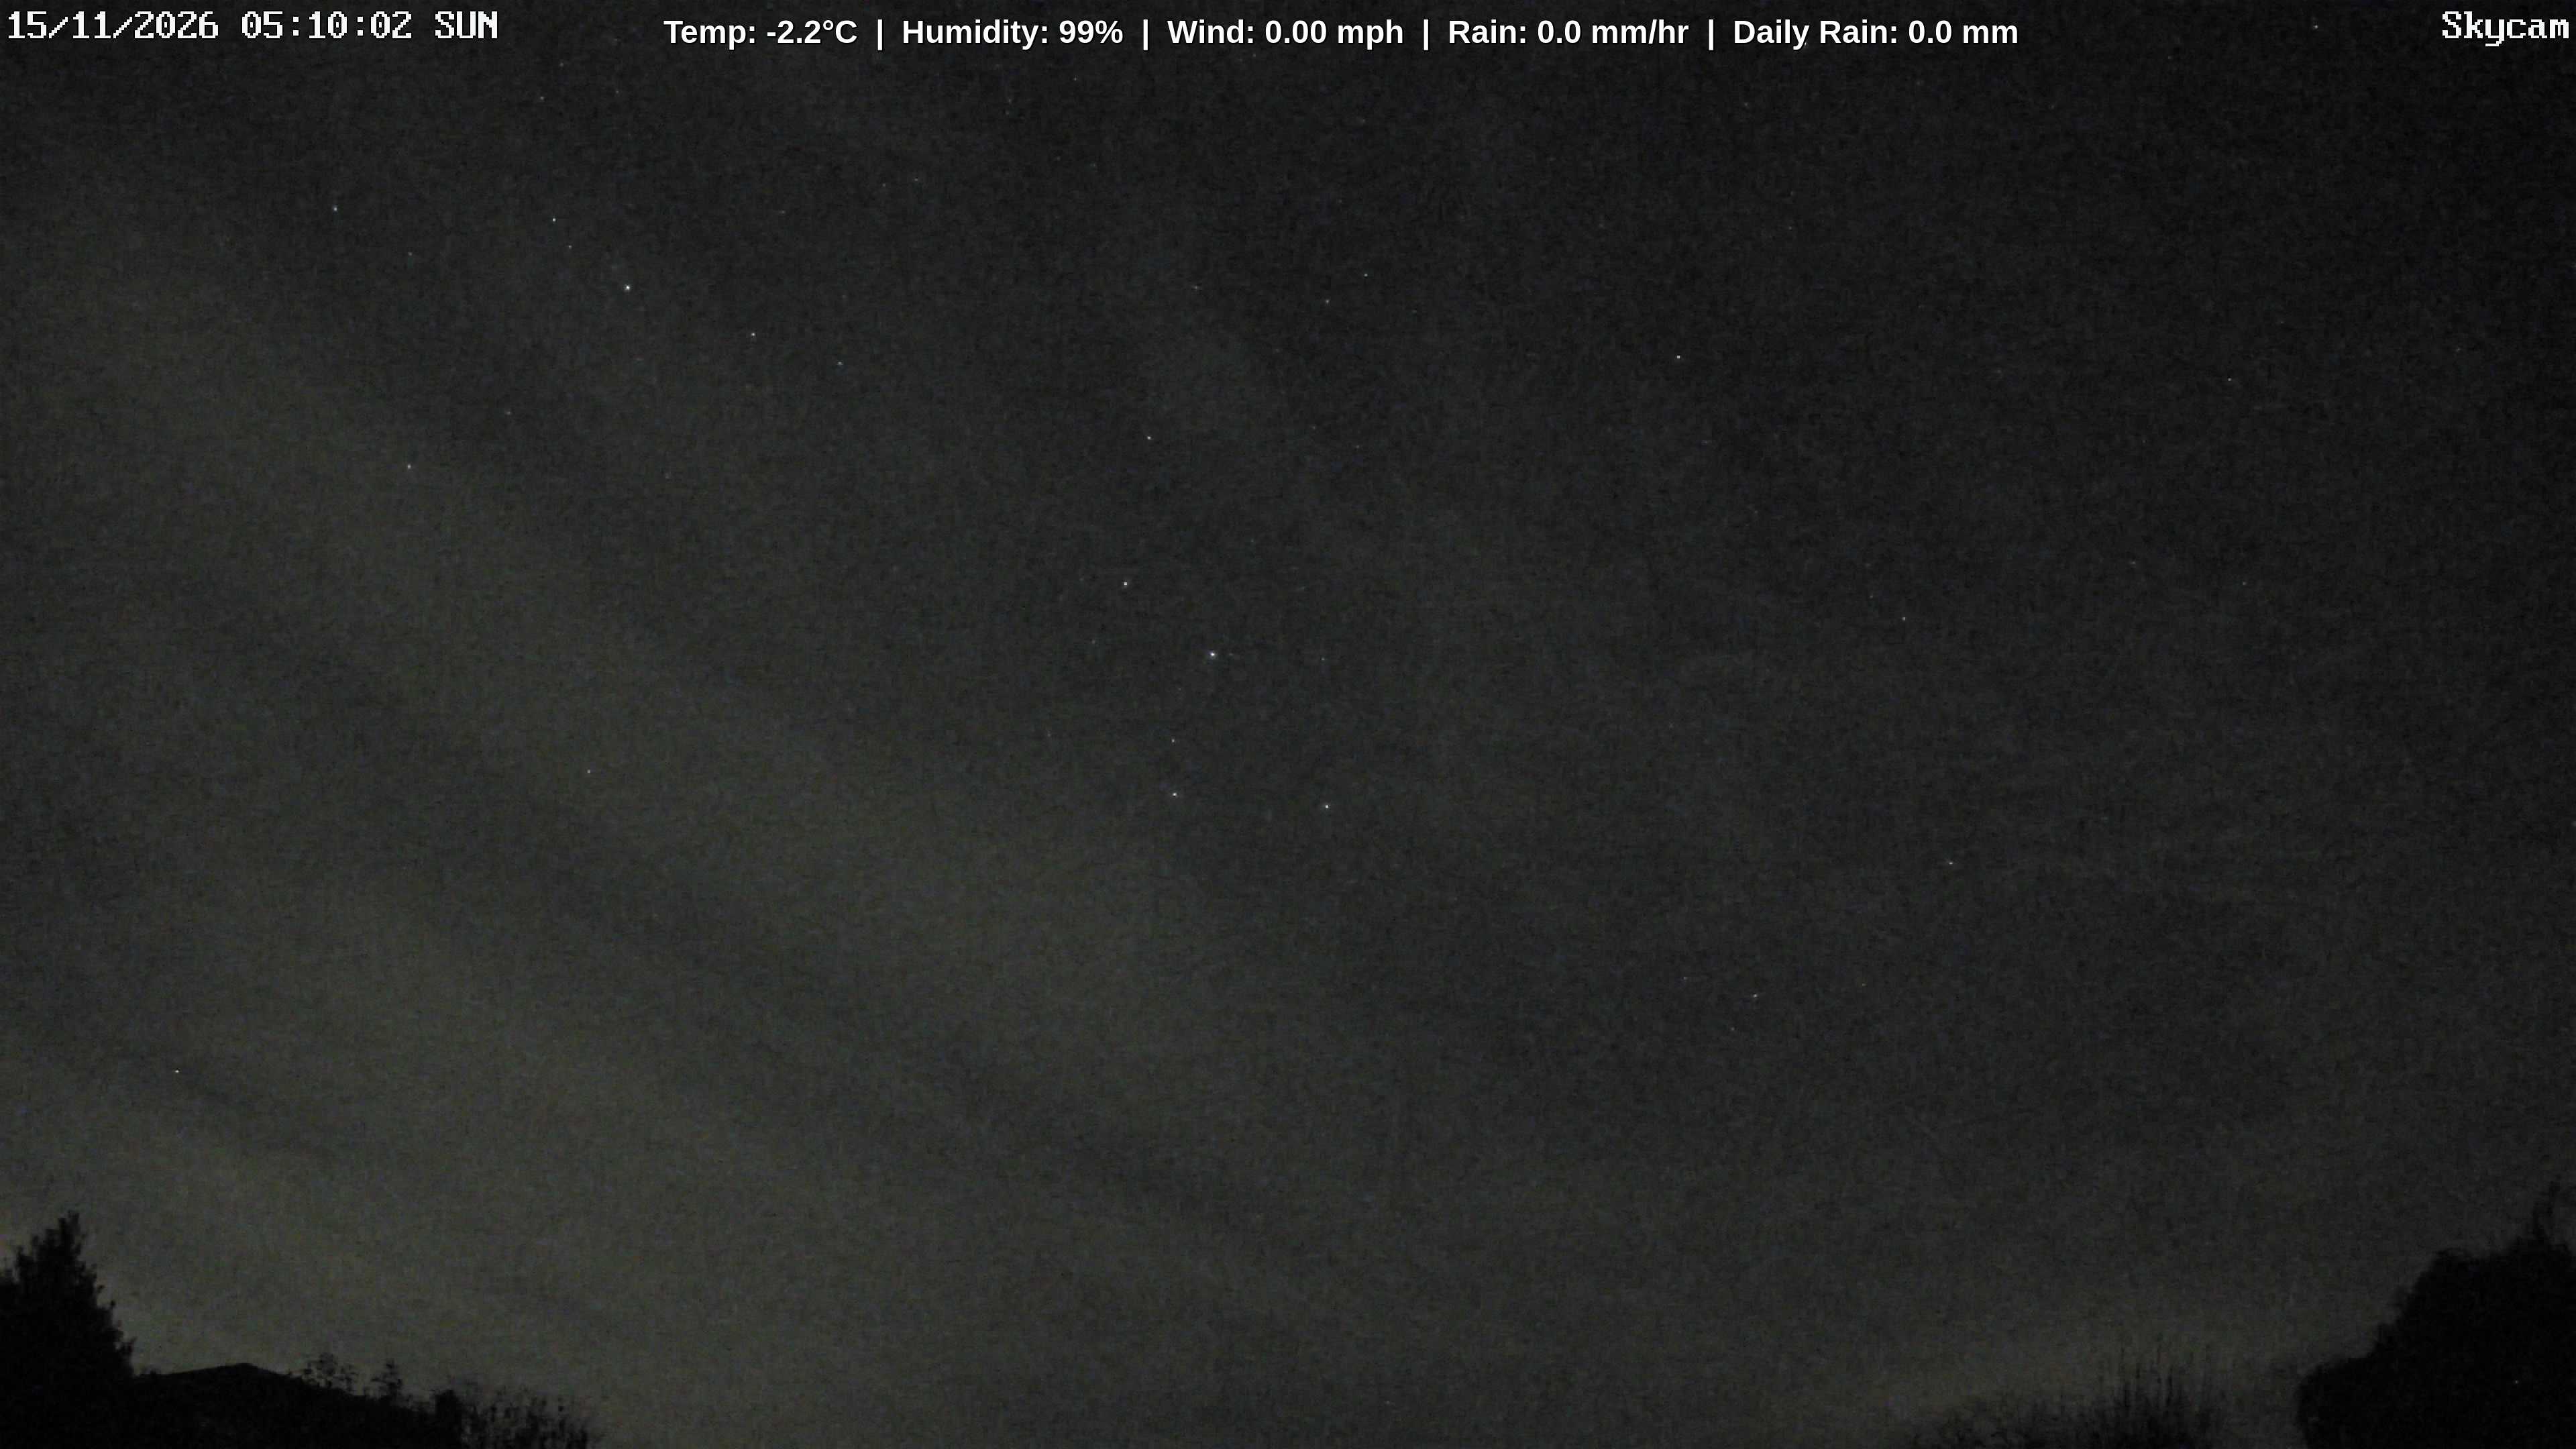 15/11/2026 05:10:02 SUN
Temp: -2.2°C | Humidity: 99% | Wind: 0.00 mph | Rain: 0.0 mm/hr | Daily Rain: 0.0 mm
Skycam